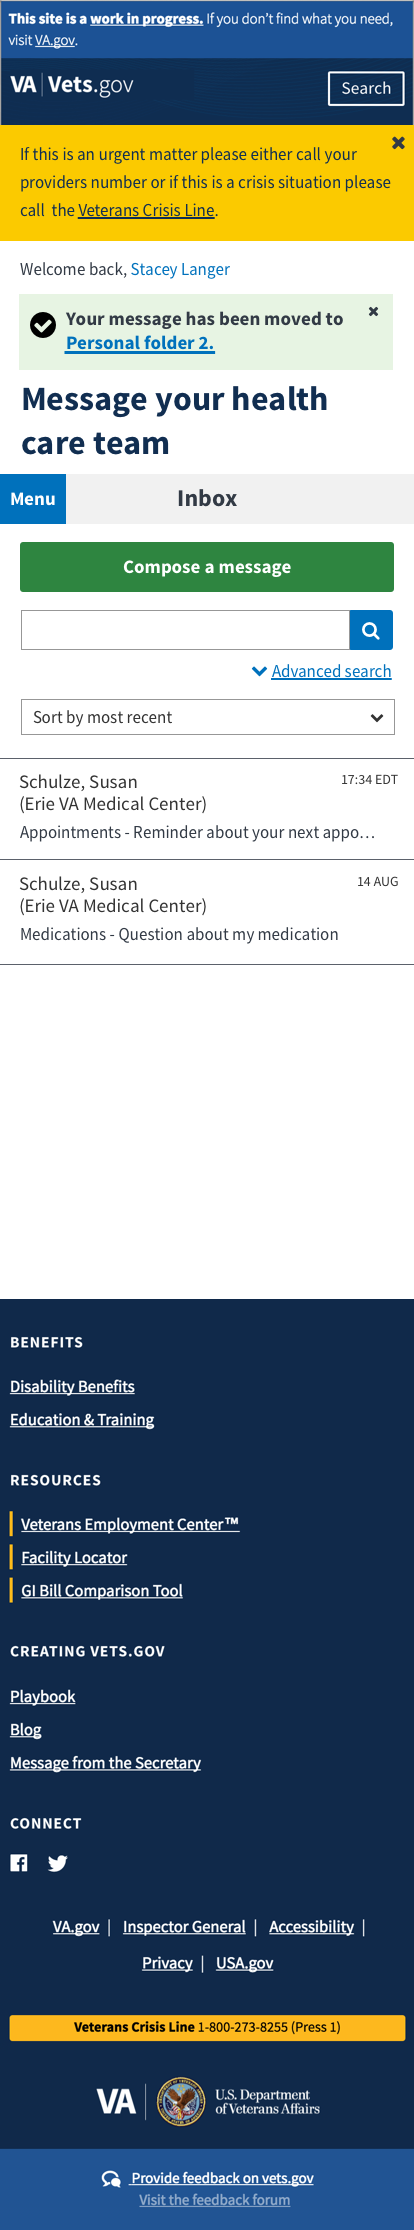 This site is a work in progress. If you don't find what you need,
visit VA.gov.
VA | Vets.gov
Search
If this is an urgent matter please either call your
providers number or if this is a crisis situation please
call the Veterans Crisis Line.
Welcome back, Stacey Langer
Your message has been moved to
Personal folder 2.
Message your health
care team
Menu
Inbox
Compose a message
Advanced search
Sort by most recent
Schulze, Susan
17:34 EDT
(Erie VA Medical Center)
Appointments - Reminder about your next appo…
Schulze, Susan
14 AUG
(Erie VA Medical Center)
Medications - Question about my medication
BENEFITS
Disability Benefits
Education & Training
RESOURCES
Veterans Employment Center™
Facility Locator
GI Bill Comparison Tool
CREATING VETS.GOV
Playbook
Blog
Message from the Secretary
CONNECT
VA.gov | Inspector General | Accessibility |
Privacy | USA.gov
Veterans Crisis Line 1-800-273-8255 (Press 1)
VA
U.S. Department
of Veterans Affairs
Provide feedback on vets.gov
Visit the feedback forum